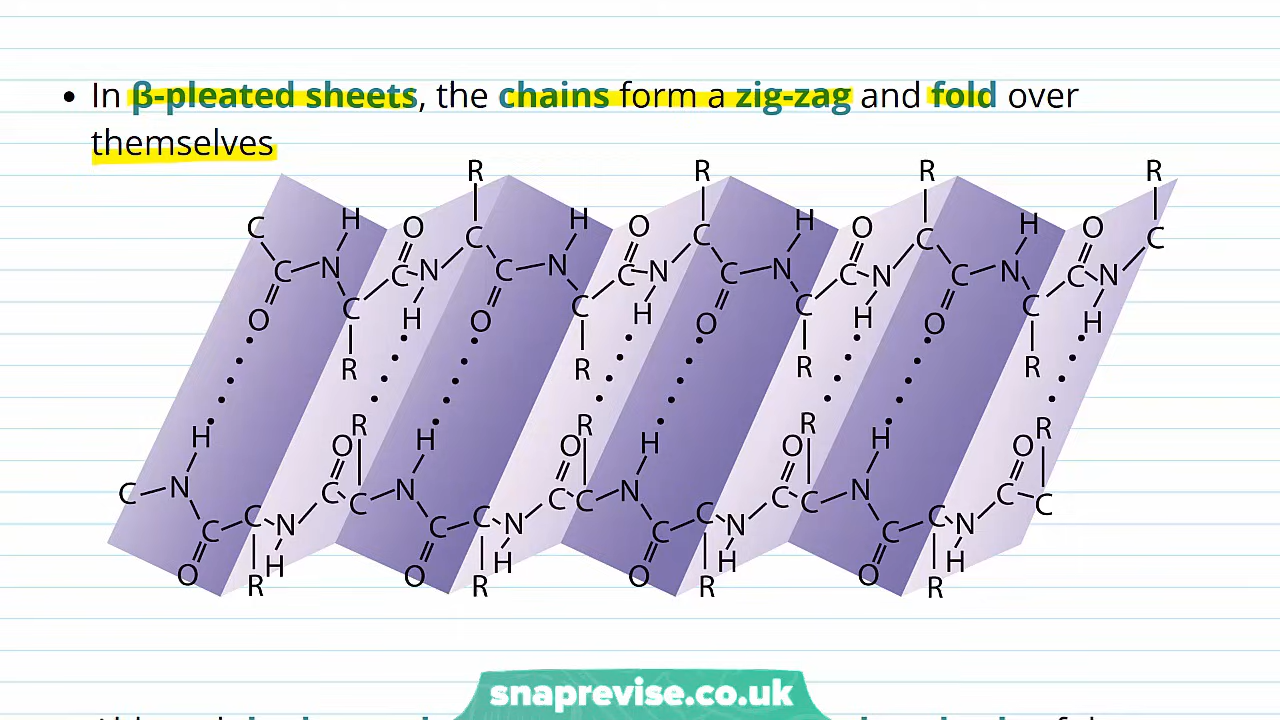 • In β-pleated sheets, the chains form a zig-zag and fold over
themselves
R R R R
C H O H O H O H O
C C C C
C N C N C N C N C N C N C N C N
O H O H O H O H
C C C C
R R R R
R R R R
H O H O H O H O
C N C C N C C N C C N C C
C C N C C N C C N C C N
O R H O R H O R H O R H
snaprevise.co.uk